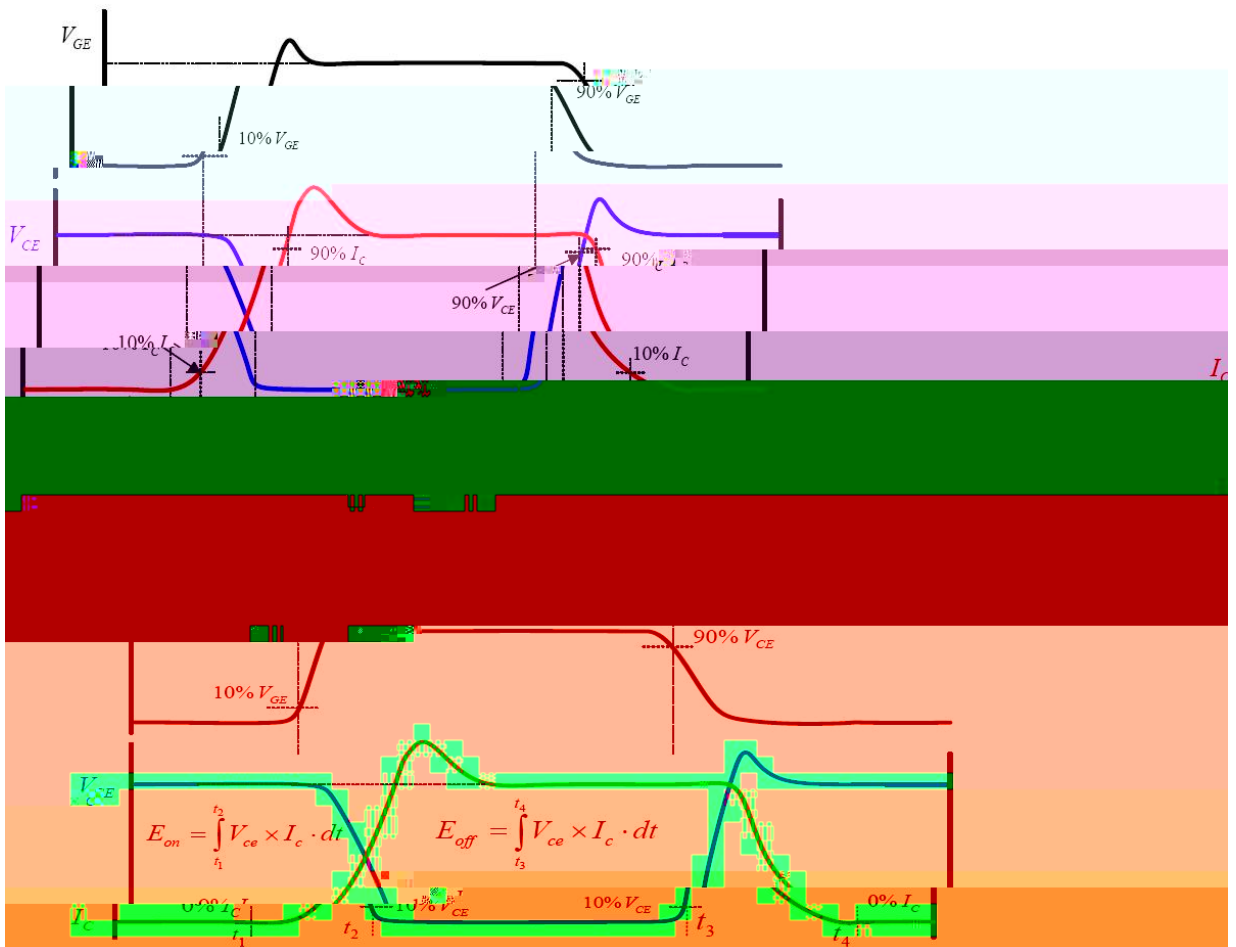 V_GE
90% V_GE
10% V_GE
V_CE
90% I_C
90%
90% V_CE
10%
10% I_C
I_C
90% V_CE
10% V_GE
V_CE
E_on = ∫_{t_1}^{t_2} V_ce × I_c · dt
E_off = ∫_{t_3}^{t_4} V_ce × I_c · dt
I_C
t_1
t_2
V_CE
10% V_CE
t_3
t_4
0% I_C